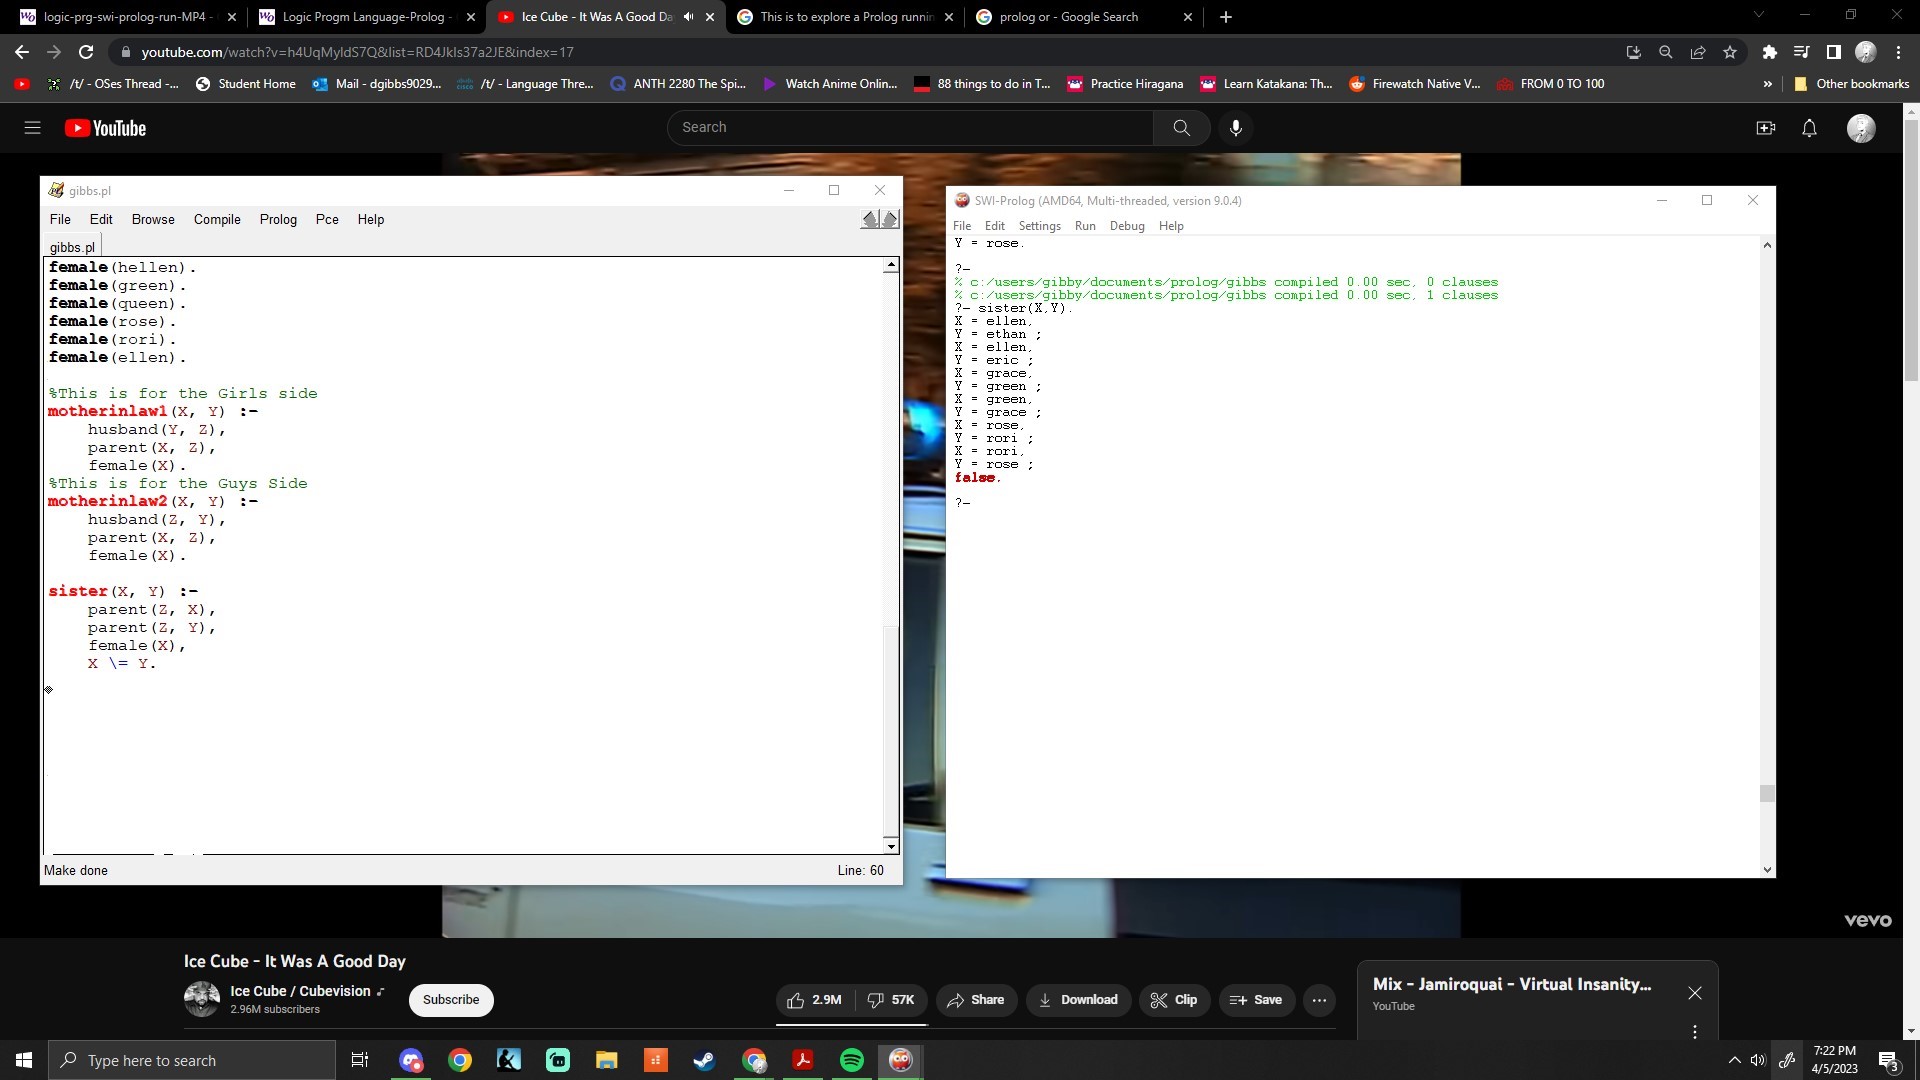 logic-prg-swi-prolog-run-MP4 -
Logic Progm Language-Prolog -
Ice Cube - It Was A Good Da
This is to explore a Prolog runnin
prolog or - Google Search
youtube.com/watch?v=h4UqMyldS7Q&list=RD4Jkls37a2JE&index=17
/t/ - OSes Thread -...
Student Home
Mail - dgibbs9029...
/t/ - Language Thre...
ANTH 2280 The Spi...
Watch Anime Onlin...
88 things to do in T...
Practice Hiragana
Learn Katakana: Th...
Firewatch Native V...
FROM 0 TO 100
»
Other bookmarks
YouTube
Search
gibbs.pl
File Edit Browse Compile Prolog Pce Help
gibbs.pl
female(hellen).
female(green).
female(queen).
female(rose).
female(rori).
female(ellen).
%This is for the Girls side
motherinlaw1(X, Y) :-
husband(Y, Z),
parent(X, Z),
female(X).
%This is for the Guys Side
motherinlaw2(X, Y) :-
husband(Z, Y),
parent(X, Z),
female(X).
sister(X, Y) :-
parent(Z, X),
parent(Z, Y),
female(X),
X \= Y.
Make done
Line: 60
SWI-Prolog (AMD64, Multi-threaded, version 9.0.4)
File Edit Settings Run Debug Help
Y = rose.
?-
% c:/users/gibby/documents/prolog/gibbs compiled 0.00 sec, 0 clauses
% c:/users/gibby/documents/prolog/gibbs compiled 0.00 sec, 1 clauses
?- sister(X,Y).
X = ellen,
Y = ethan ;
X = ellen,
Y = eric ;
X = grace,
Y = green ;
X = green,
Y = grace ;
X = rose,
Y = rori ;
X = rori,
Y = rose ;
false.
?-
vevo
Ice Cube - It Was A Good Day
Ice Cube / Cubevision
2.96M subscribers
Subscribe
2.9M
57K
Share
Download
Clip
Save
Mix - Jamiroquai - Virtual Insanity...
YouTube
Type here to search
7:22 PM
4/5/2023
3